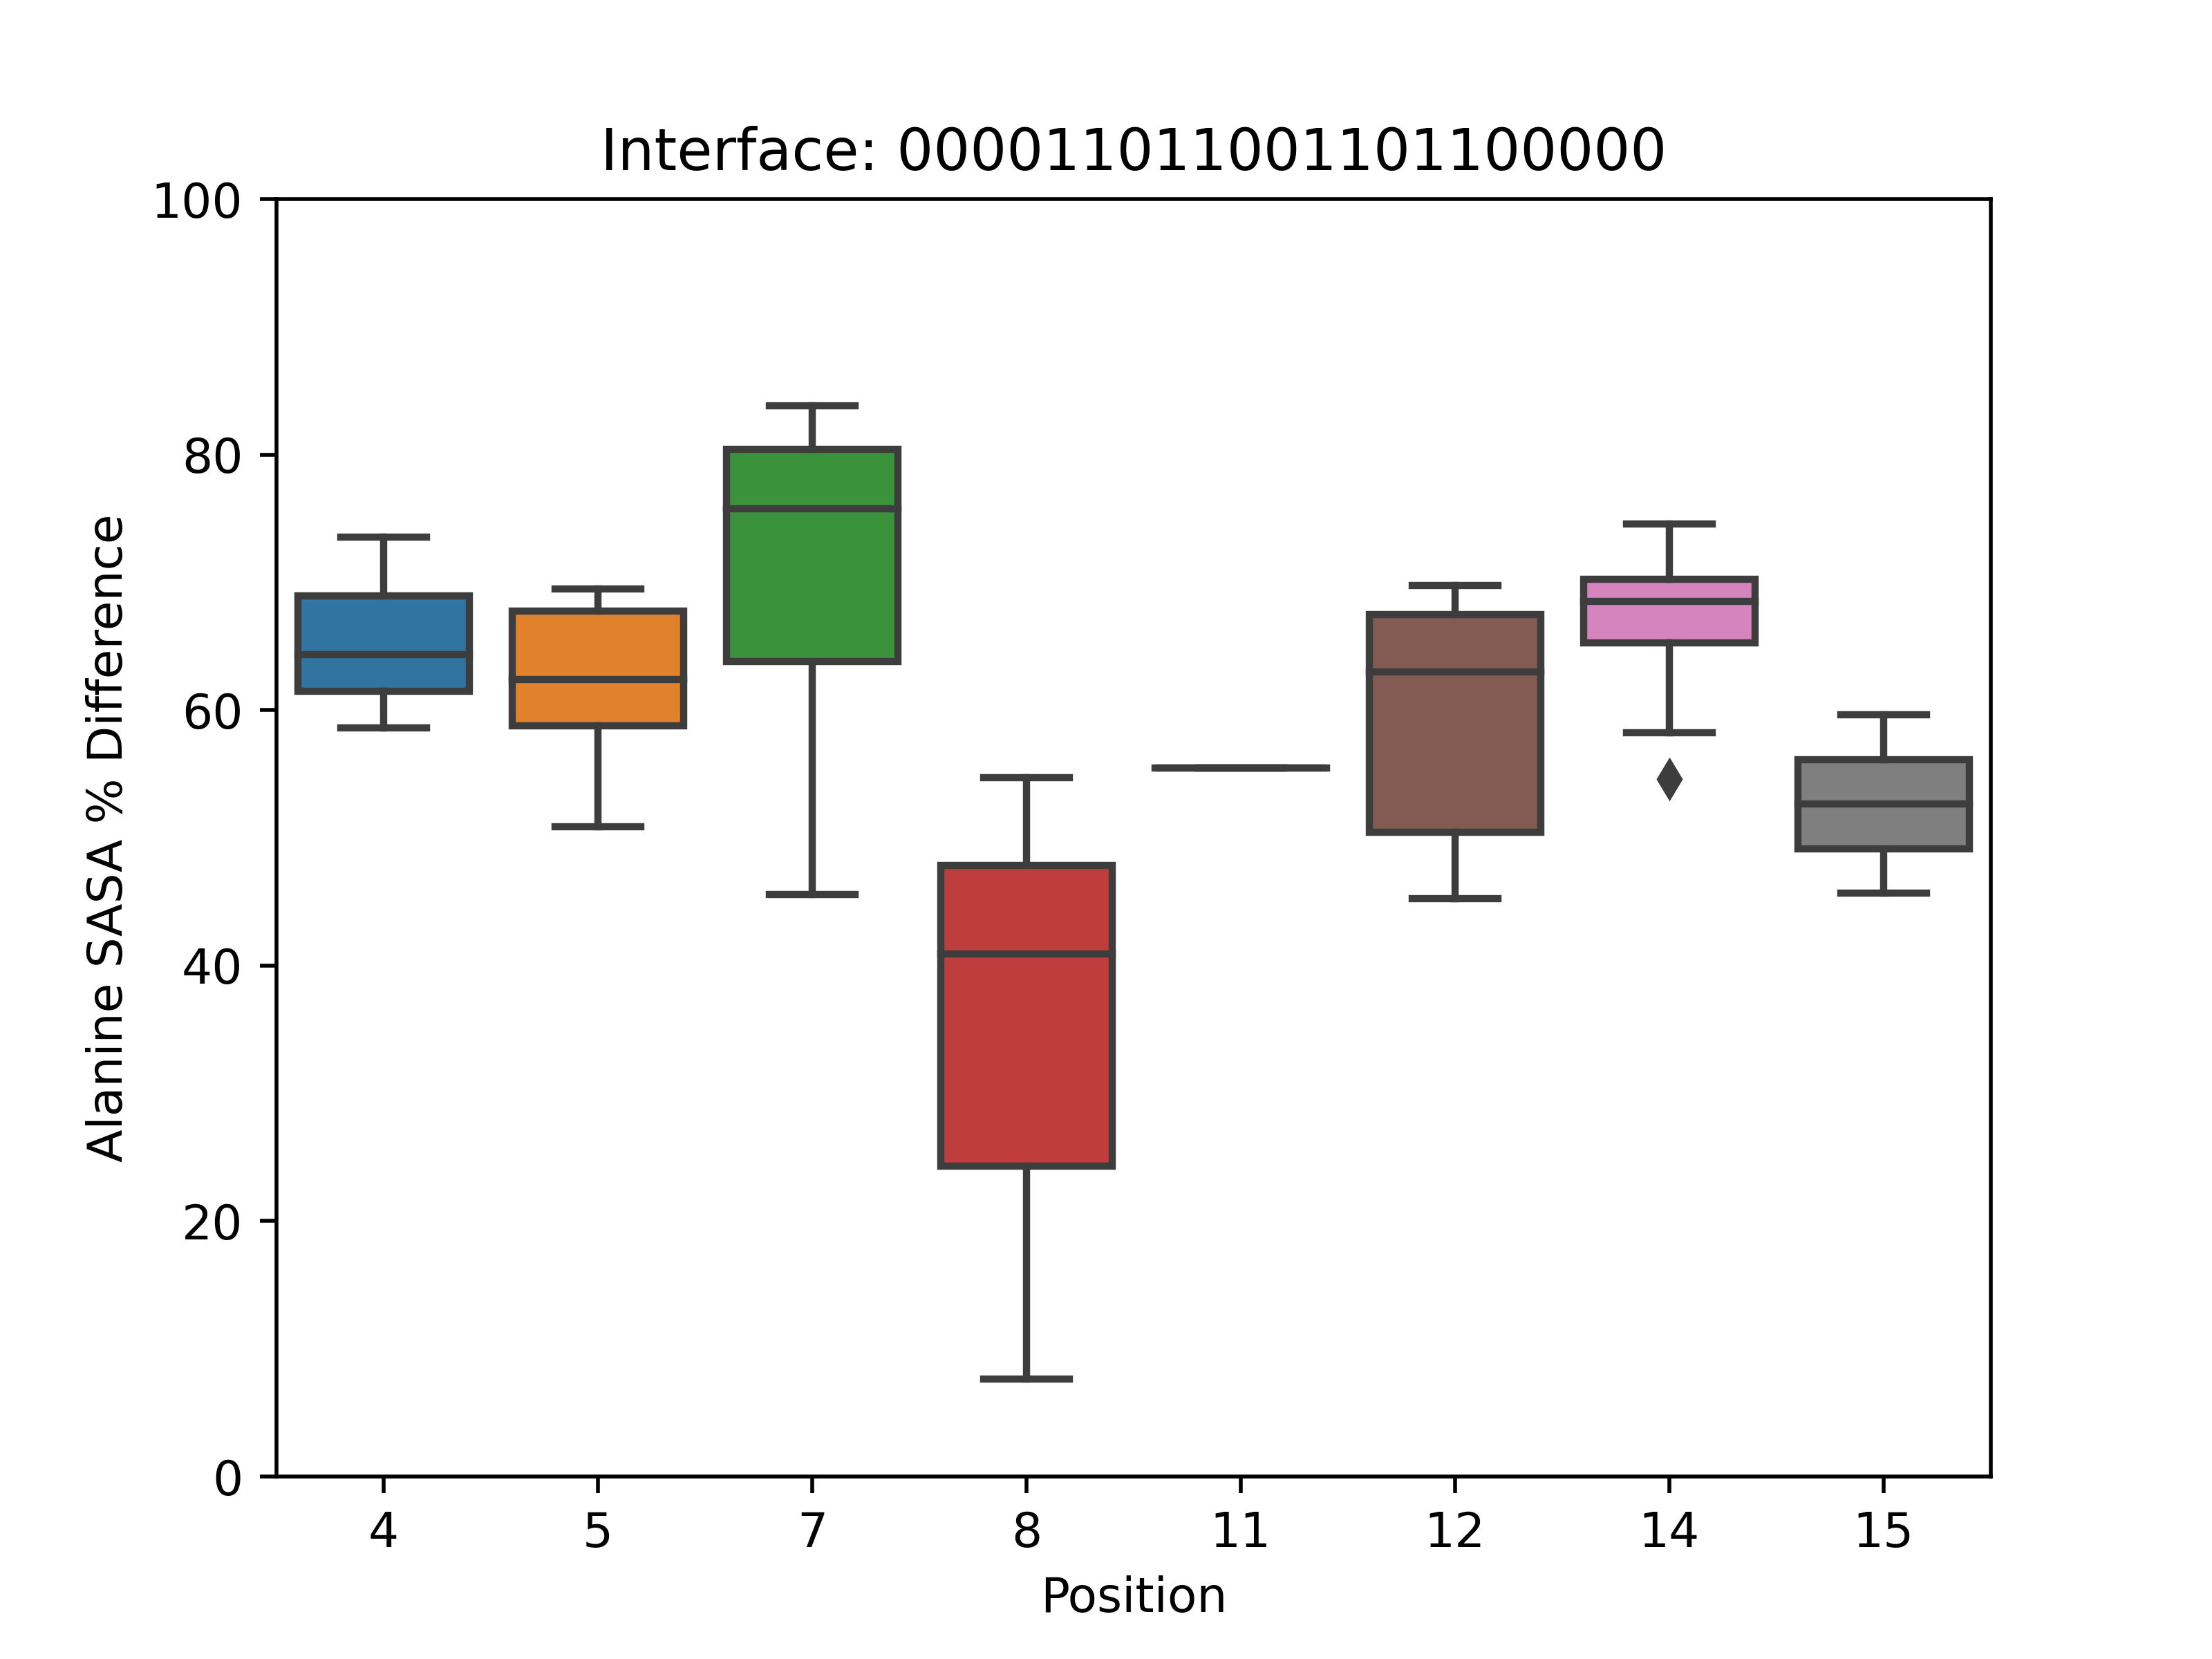 Interface: 000011011001101100000
100
80
60
40
20
0
Alanine SASA % Difference
4 5 7 8 11 12 14 15
Position